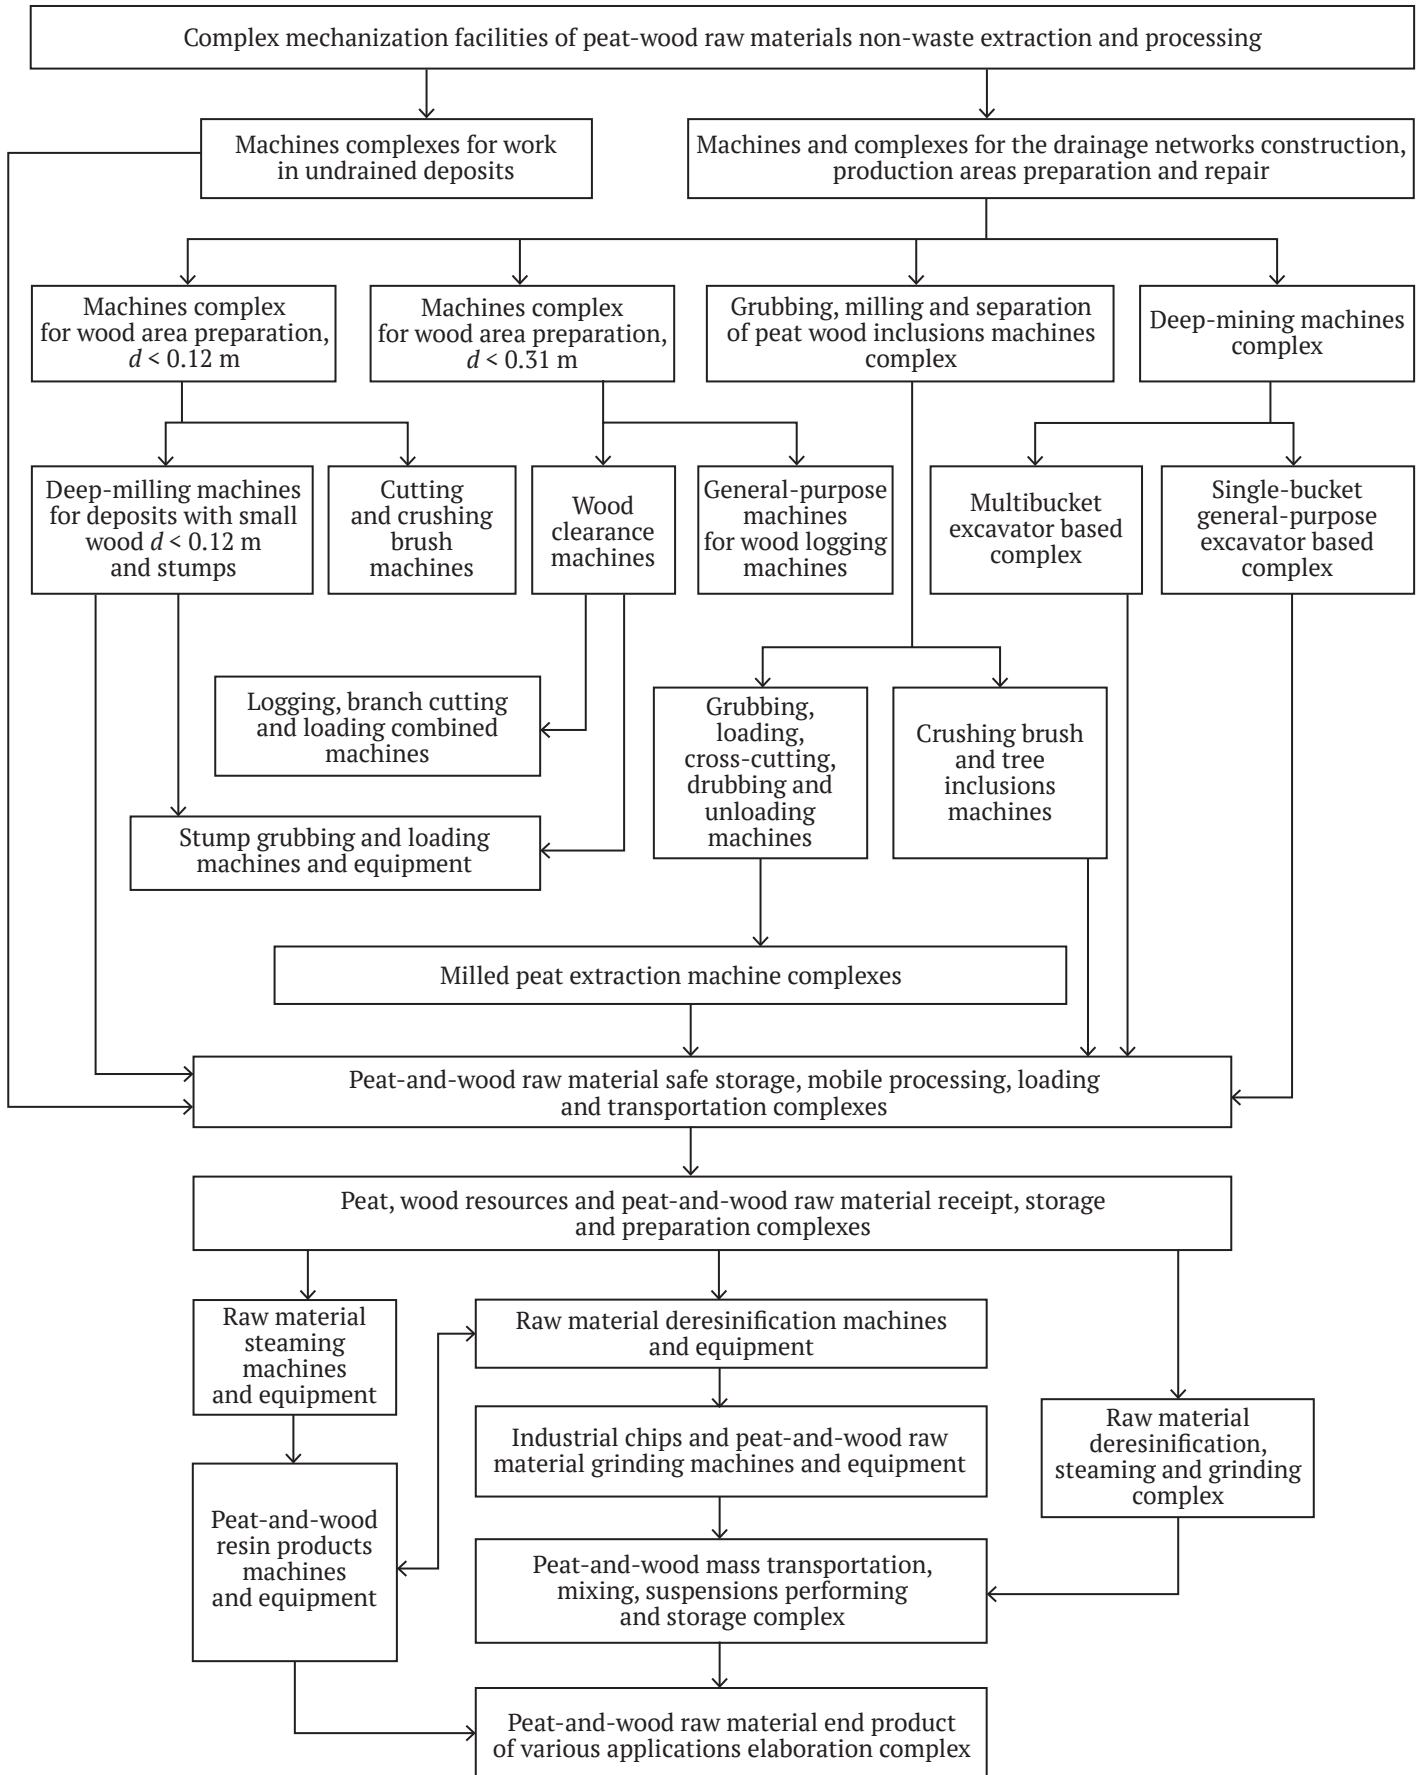 Complex mechanization facilities of peat-wood raw materials non-waste extraction and processing
Machines complexes for work
in undrained deposits
Machines and complexes for the drainage networks construction,
production areas preparation and repair
Machines complex
for wood area preparation,
d < 0.12 m
Machines complex
for wood area preparation,
d < 0.31 m
Grubbing, milling and separation
of peat wood inclusions machines
complex
Deep-mining machines
complex
Deep-milling machines
for deposits with small
wood d < 0.12 m
and stumps
Cutting
and crushing
brush
machines
Wood
clearance
machines
General-purpose
machines
for wood logging
machines
Multibucket
excavator based
complex
Single-bucket
general-purpose
excavator based
complex
Logging, branch cutting
and loading combined
machines
Grubbing,
loading,
cross-cutting,
drubbing and
unloading
machines
Crushing brush
and tree
inclusions
machines
Stump grubbing and loading
machines and equipment
Milled peat extraction machine complexes
Peat-and-wood raw material safe storage, mobile processing, loading
and transportation complexes
Peat, wood resources and peat-and-wood raw material receipt, storage
and preparation complexes
Raw material
steaming
machines
and equipment
Raw material deresinification machines
and equipment
Industrial chips and peat-and-wood raw
material grinding machines and equipment
Raw material
deresinification,
steaming and grinding
complex
Peat-and-wood
resin products
machines
and equipment
Peat-and-wood mass transportation,
mixing, suspensions performing
and storage complex
Peat-and-wood raw material end product
of various applications elaboration complex